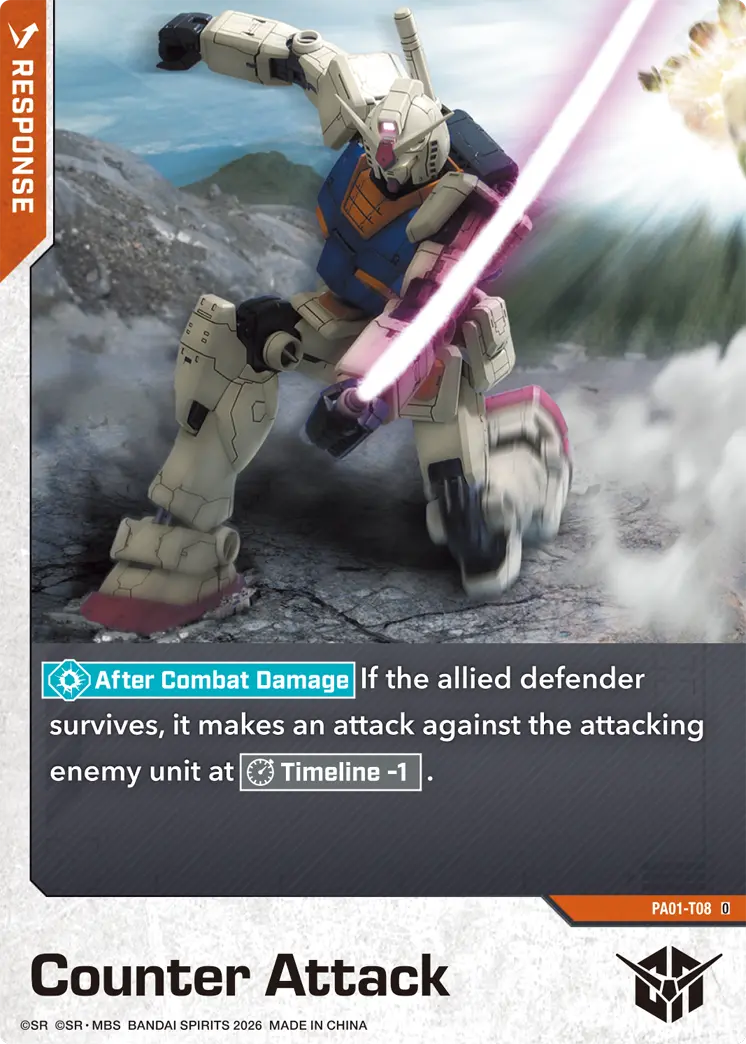 RESPONSE
After Combat Damage If the allied defender
survives, it makes an attack against the attacking
enemy unit at Timeline -1 .
PA01-T08 0
Counter Attack
©SR ©SR・MBS BANDAI SPIRITS 2026 MADE IN CHINA